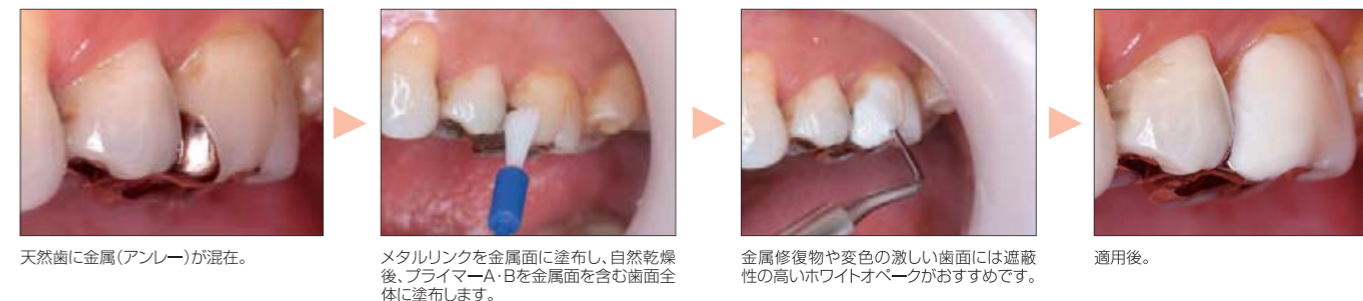 天然歯に金属(アンレー)が混在。
メタルリンクを金属面に塗布し、自然乾燥
後、プライマーA・Bを金属面を含む歯面全
体に塗布します。
金属修復物や変色の激しい歯面には遮蔽
性の高いホワイトオペークがおすすめです。
適用後。